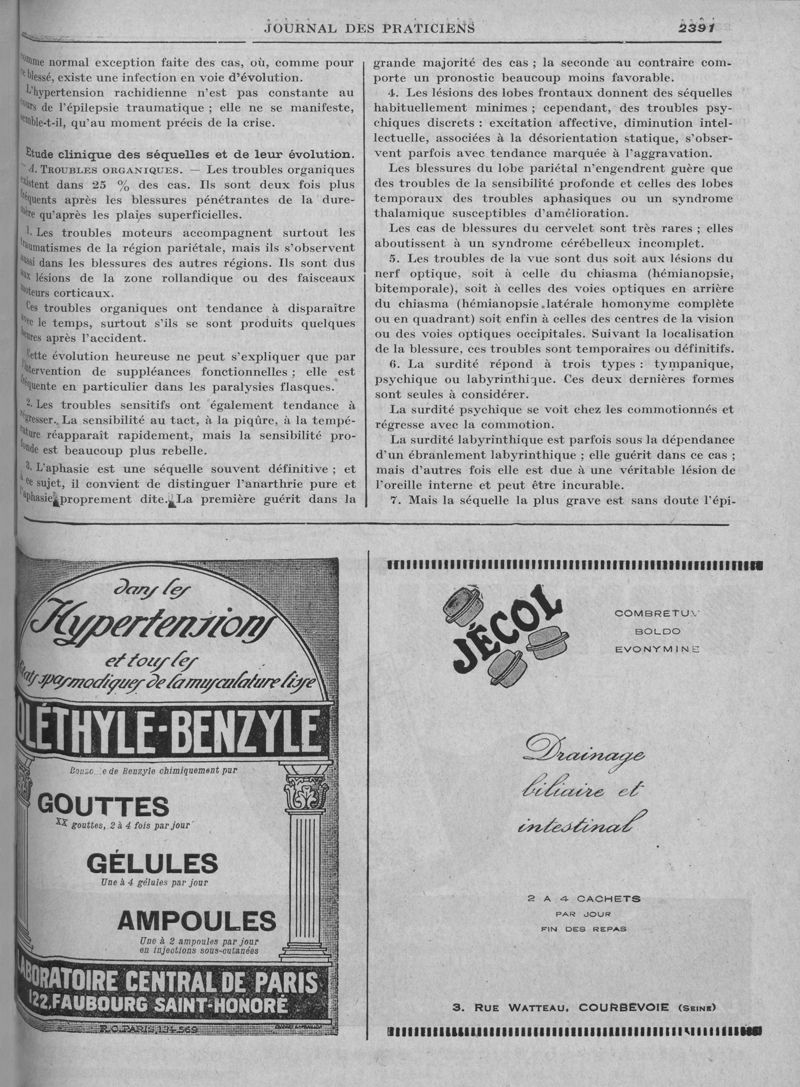 JOURNAL DES PRATICIENS 2391
comme normal exception faite des cas, où, comme pour
ce blessé, existe une infection en voie d'évolution.
L'hypertension rachidienne n'est pas constante au
cours de l'épilepsie traumatique ; elle ne se manifeste,
semble-t-il, qu'au moment précis de la crise.
Etude clinique des séquelles et de leur évolution.
TROUBLES ORGANIQUES. — Les troubles organiques
existent dans 25 % des cas. Ils sont deux fois plus
fréquents après les blessures pénétrantes de la dure-
mère qu'après les plaies superficielles.
1. Les troubles moteurs accompagnent surtout les
traumatismes de la région pariétale, mais ils s'observent
aussi dans les blessures des autres régions. Ils sont dus
aux lésions de la zone rollandique ou des faisceaux
moteurs corticaux.
Ces troubles organiques ont tendance à disparaître
avec le temps, surtout s'ils se sont produits quelques
heures après l'accident.
Cette évolution heureuse ne peut s'expliquer que par
l'intervention de suppléances fonctionnelles ; elle est
fréquente en particulier dans les paralysies flasques.
2. Les troubles sensitifs ont également tendance à
régresser. La sensibilité au tact, à la piqûre, à la tempé-
rature réapparaît rapidement, mais la sensibilité pro-
fonde est beaucoup plus rebelle.
3. L'aphasie est une séquelle souvent définitive ; et
à ce sujet, il convient de distinguer l'anarthrie pure et
l'aphasie proprement dite. La première guérit dans la
grande majorité des cas ; la seconde au contraire com-
porte un pronostic beaucoup moins favorable.
4. Les lésions des lobes frontaux donnent des séquelles
habituellement minimes ; cependant, des troubles psy-
chiques discrets : excitation affective, diminution intel-
lectuelle, associées à la désorientation statique, s'obser-
vent parfois avec tendance marquée à l'aggravation.
Les blessures du lobe pariétal n'engendrent guère que
des troubles de la sensibilité profonde et celles des lobes
temporaux des troubles aphasiques ou un syndrome
thalamique susceptibles d'amélioration.
Les cas de blessures du cervelet sont très rares ; elles
aboutissent à un syndrome cérébelleux incomplet.
5. Les troubles de la vue sont dus soit aux lésions du
nerf optique, soit à celle du chiasma (hémianopsie,
bitemporale), soit à celles des voies optiques en arrière
du chiasma (hémianopsie latérale homonyme complète
ou en quadrant) soit enfin à celles des centres de la vision
ou des voies optiques occipitales. Suivant la localisation
de la blessure, ces troubles sont temporaires ou définitifs.
6. La surdité répond à trois types : tympanique,
psychique ou labyrinthique. Ces deux dernières formes
sont seules à considérer.
La surdité psychique se voit chez les commotionnés et
régresse avec la commotion.
La surdité labyrinthique est parfois sous la dépendance
d'un ébranlement labyrinthique ; elle guérit dans ce cas ;
mais d'autres fois elle est due à une véritable lésion de
l'oreille interne et peut être incurable.
7. Mais la séquelle la plus grave est sans doute l'épi-
dans les
Hypertensions
et tous les
spasmodiques de la musculature lisse
LÉTHYLE-BENZYLE
de Benzyle chimiquement pur
GOUTTES
XX gouttes, 2 à 4 fois par jour
GÉLULES
Une à 4 gélules par jour
AMPOULES
Une à 2 ampoules par jour
en injections sous-cutanées
LABORATOIRE CENTRAL DE PARIS
122, FAUBOURG SAINT-HONORÉ
R.C. PARIS, 134.569
JÉCOL
COMBRETUM
BOLDO
EVONYMINE
Drainage
biliaire et
intestinal
2 A 4 CACHETS
PAR JOUR
FIN DES REPAS
3. RUE WATTEAU. COURBEVOIE (SEINE)